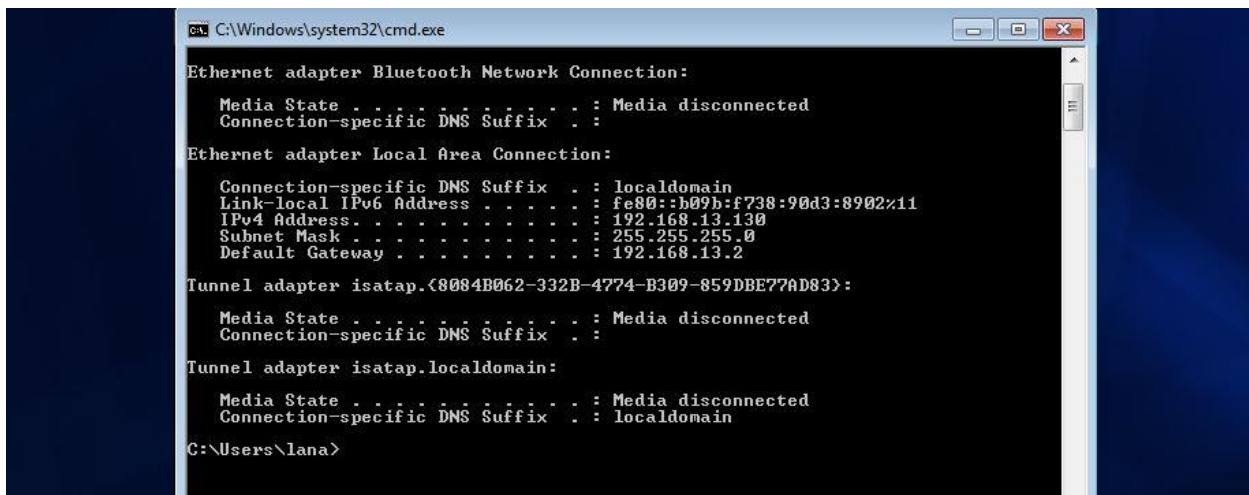 C:\Windows\system32\cmd.exe
Ethernet adapter Bluetooth Network Connection:
Media State . . . . . . . . . . . : Media disconnected
Connection-specific DNS Suffix  . :
Ethernet adapter Local Area Connection:
Connection-specific DNS Suffix  . : localdomain
Link-local IPv6 Address . . . . . : fe80::b09b:f738:90d3:8902%11
IPv4 Address. . . . . . . . . . . : 192.168.13.130
Subnet Mask . . . . . . . . . . . : 255.255.255.0
Default Gateway . . . . . . . . . : 192.168.13.2
Tunnel adapter isatap.{8084B062-332B-4774-B309-859DBE77AD83}:
Media State . . . . . . . . . . . : Media disconnected
Connection-specific DNS Suffix  . :
Tunnel adapter isatap.localdomain:
Media State . . . . . . . . . . . : Media disconnected
Connection-specific DNS Suffix  . : localdomain
C:\Users\lana>